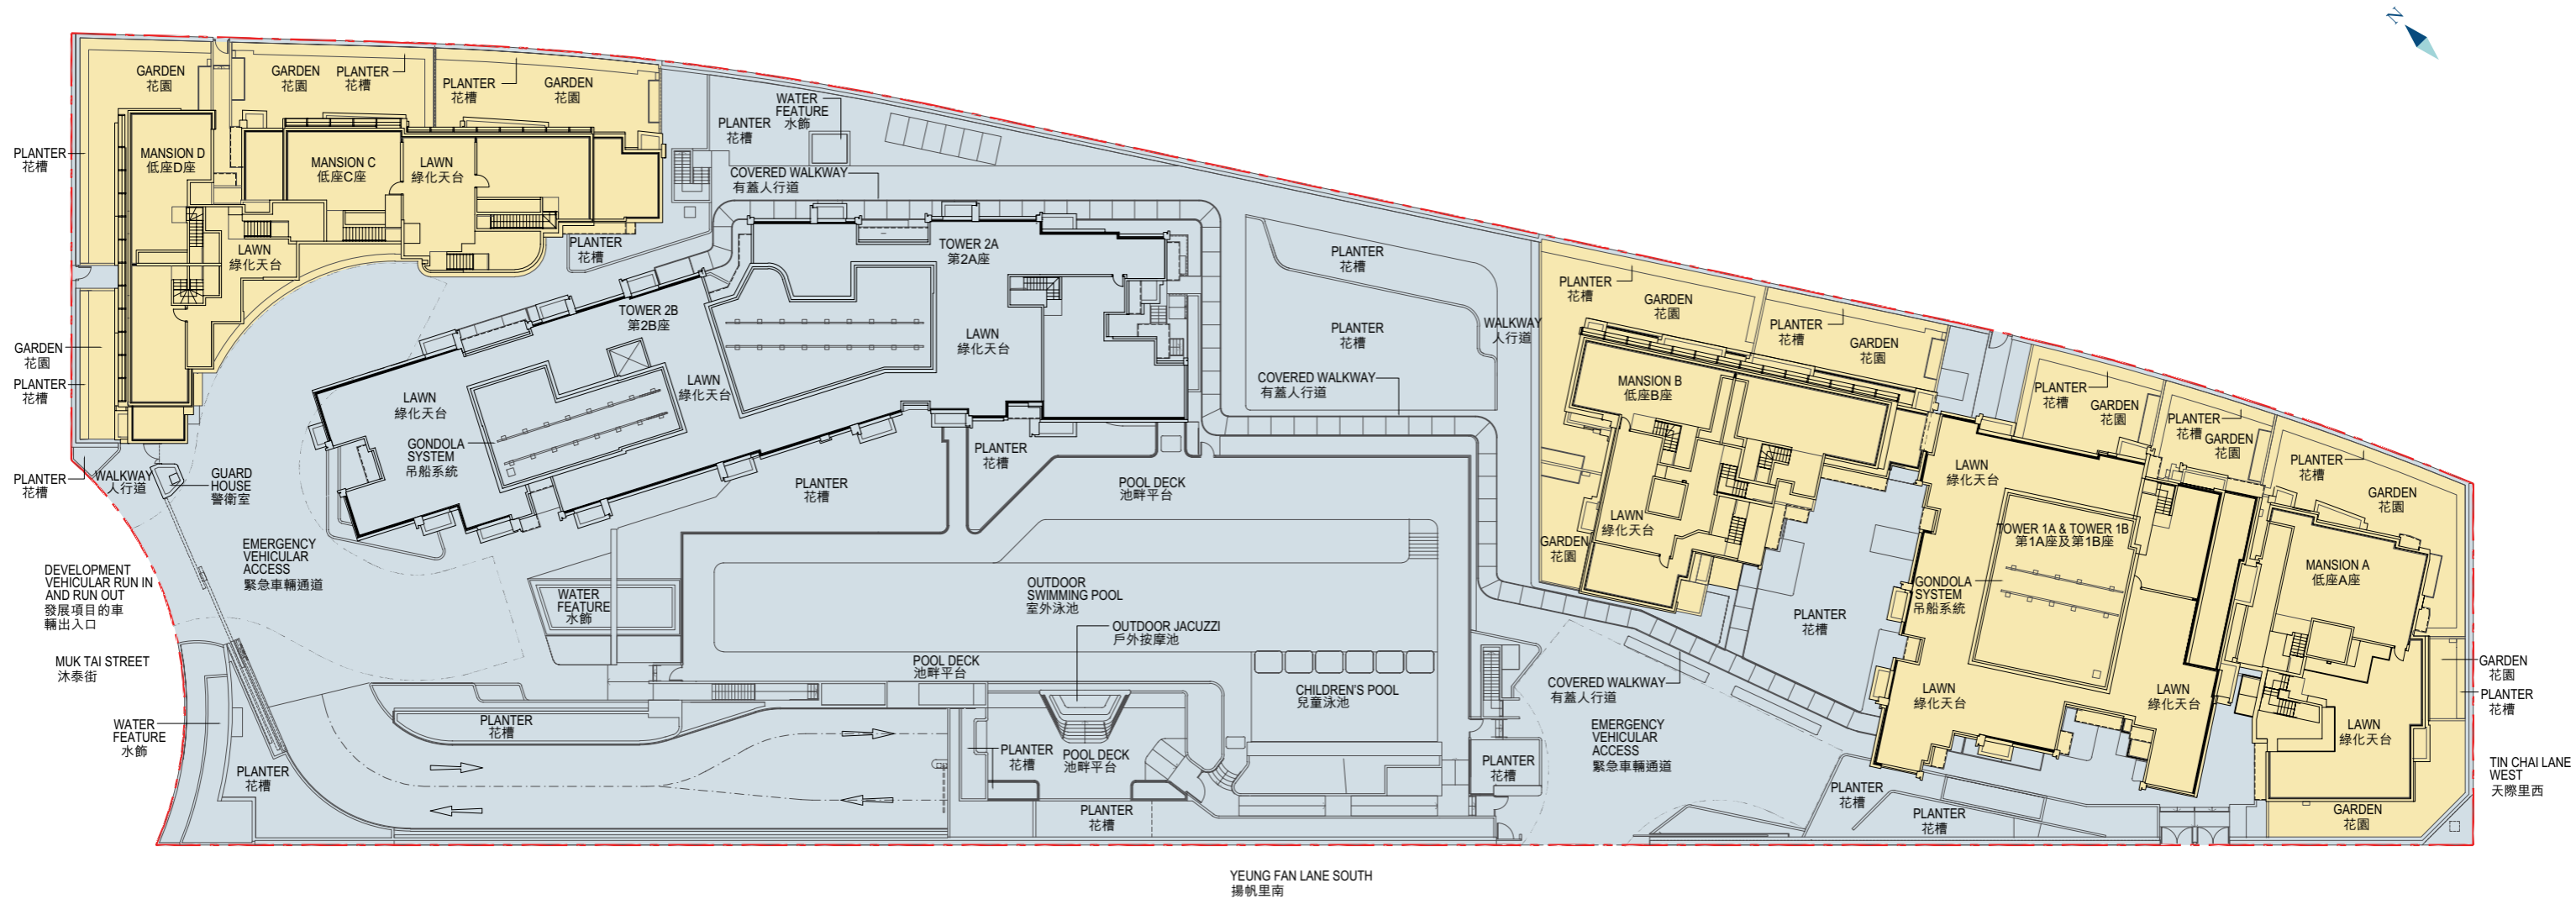 N
GARDEN
花園
GARDEN
花園
PLANTER
花槽
PLANTER
花槽
GARDEN
花園
PLANTER
花槽
WATER
FEATURE
水飾
PLANTER
花槽
MANSION D
低座D座
MANSION C
低座C座
LAWN
綠化天台
COVERED WALKWAY
有蓋人行道
LAWN
綠化天台
PLANTER
花槽
TOWER 2A
第2A座
PLANTER
花槽
PLANTER
花槽
GARDEN
花園
TOWER 2B
第2B座
LAWN
綠化天台
PLANTER
花槽
WALKWAY
人行道
PLANTER
花槽
GARDEN
花園
GARDEN
花園
PLANTER
花槽
LAWN
綠化天台
LAWN
綠化天台
COVERED WALKWAY
有蓋人行道
MANSION B
低座B座
PLANTER
花槽
GARDEN
花園
PLANTER
花槽
GARDEN
花園
PLANTER
花槽
GARDEN
花園
GONDOLA
SYSTEM
吊船系統
PLANTER
花槽
WALKWAY
人行道
GUARD
HOUSE
警衛室
PLANTER
花槽
PLANTER
花槽
POOL DECK
池畔平台
LAWN
綠化天台
LAWN
綠化天台
GARDEN
花園
TOWER 1A & TOWER 1B
第1A座及第1B座
EMERGENCY
VEHICULAR
ACCESS
緊急車輛通道
DEVELOPMENT
VEHICULAR RUN IN
AND RUN OUT
發展項目的車
輛出入口
WATER
FEATURE
水飾
OUTDOOR
SWIMMING POOL
室外泳池
OUTDOOR JACUZZI
戶外按摩池
GONDOLA
SYSTEM
吊船系統
MANSION A
低座A座
PLANTER
花槽
MUK TAI STREET
沐泰街
POOL DECK
池畔平台
CHILDREN'S POOL
兒童泳池
COVERED WALKWAY
有蓋人行道
LAWN
綠化天台
LAWN
綠化天台
GARDEN
花園
PLANTER
花槽
WATER
FEATURE
水飾
PLANTER
花槽
PLANTER
花槽
PLANTER
花槽
POOL DECK
池畔平台
PLANTER
花槽
EMERGENCY
VEHICULAR
ACCESS
緊急車輛通道
LAWN
綠化天台
TIN CHAI LANE
WEST
天際里西
PLANTER
花槽
PLANTER
花槽
PLANTER
花槽
GARDEN
花園
YEUNG FAN LANE SOUTH
揚帆里南